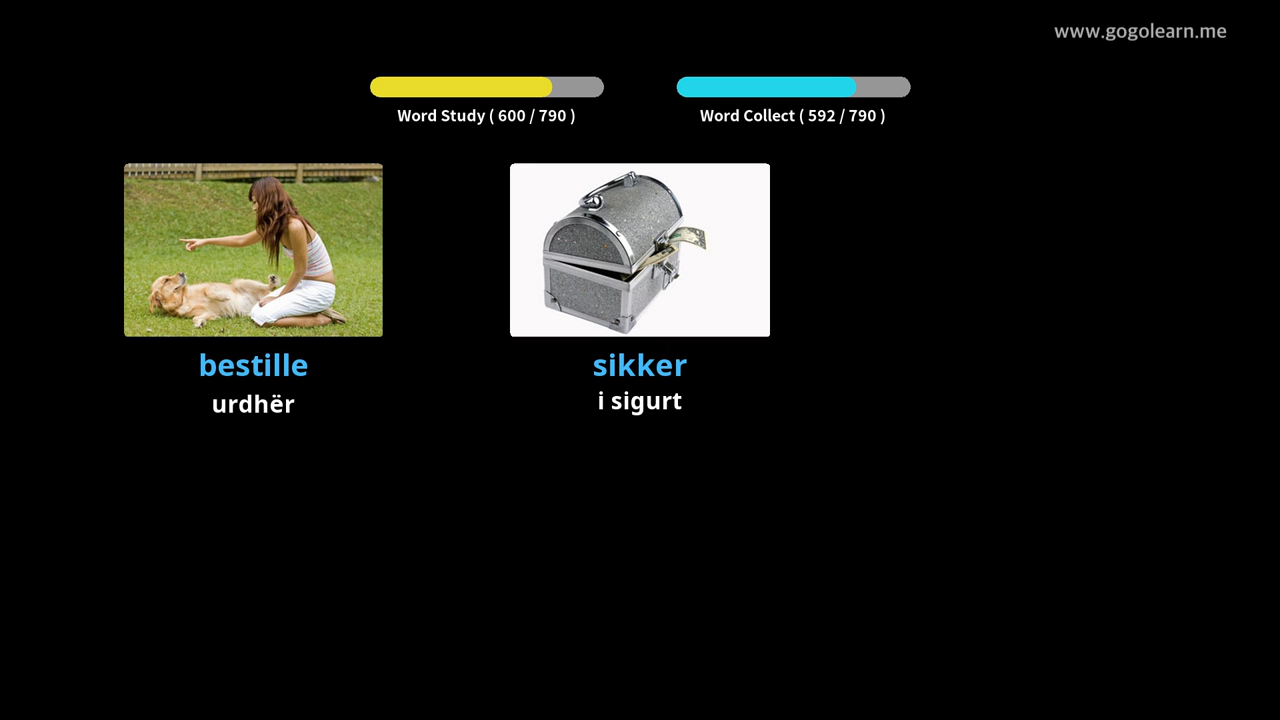 www.gogolearn.me
Word Study ( 600 / 790 )
Word Collect ( 592 / 790 )
bestille
urdhër
sikker
i sigurt